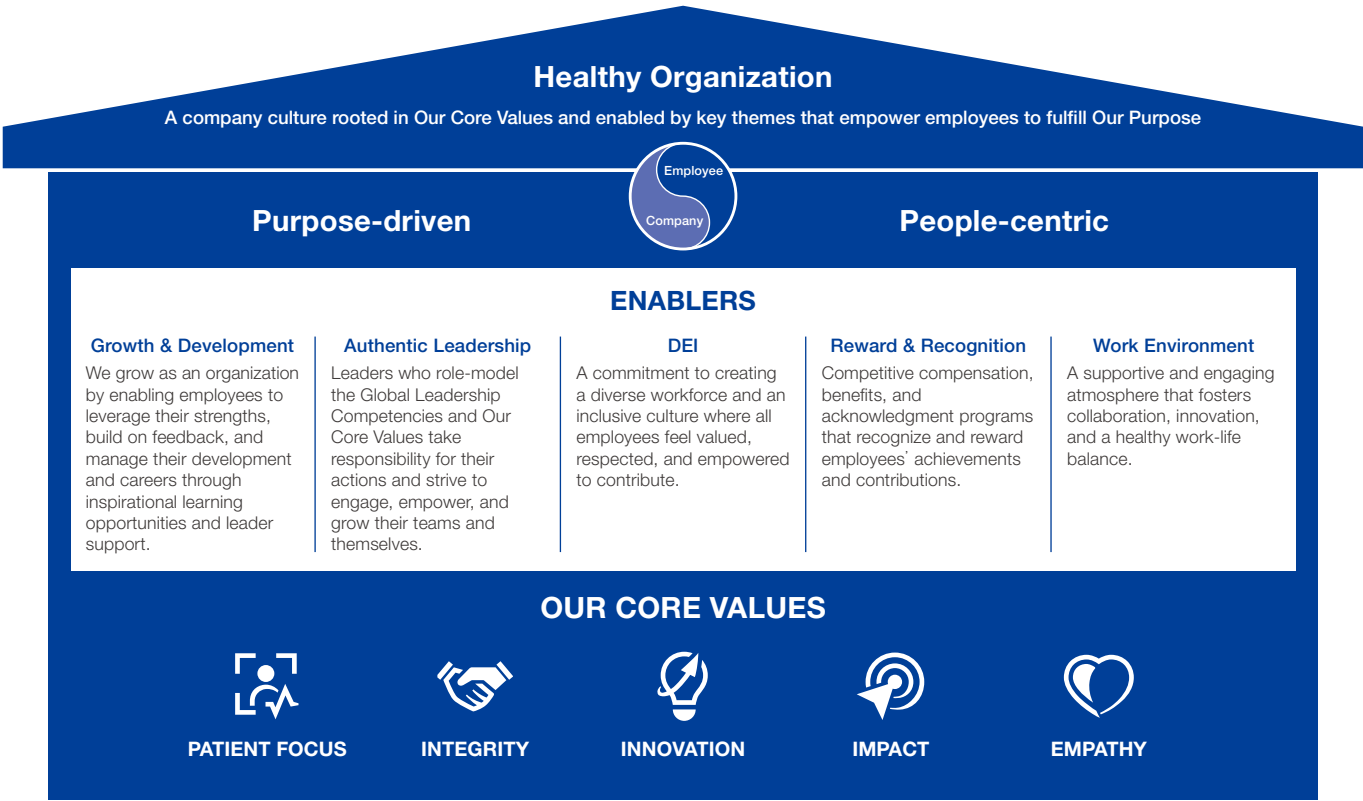 Healthy Organization
A company culture rooted in Our Core Values and enabled by key themes that empower employees to fulfill Our Purpose
Employee
Company
Purpose-driven
People-centric
ENABLERS
Growth & Development
We grow as an organization
by enabling employees to
leverage their strengths,
build on feedback, and
manage their development
and careers through
inspirational learning
opportunities and leader
support.
Authentic Leadership
Leaders who role-model
the Global Leadership
Competencies and Our
Core Values take
responsibility for their
actions and strive to
engage, empower, and
grow their teams and
themselves.
DEI
A commitment to creating
a diverse workforce and an
inclusive culture where all
employees feel valued,
respected, and empowered
to contribute.
Reward & Recognition
Competitive compensation,
benefits, and
acknowledgment programs
that recognize and reward
employees’ achievements
and contributions.
Work Environment
A supportive and engaging
atmosphere that fosters
collaboration, innovation,
and a healthy work-life
balance.
OUR CORE VALUES
PATIENT FOCUS
INTEGRITY
INNOVATION
IMPACT
EMPATHY